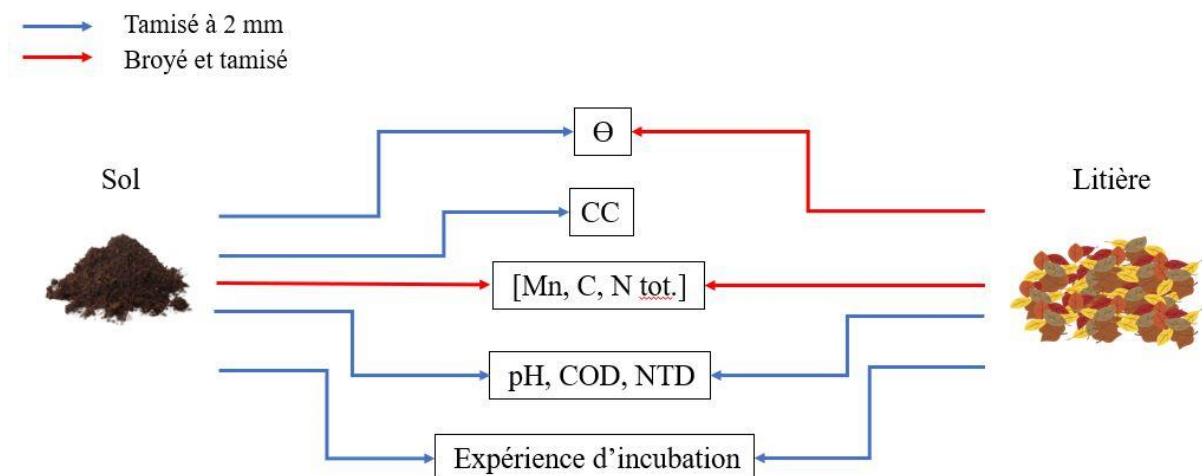 Tamisé à 2 mm
Broyé et tamisé
Ɵ
Sol
Litière
CC
[Mn, C, N tot.]
pH, COD, NTD
Expérience d’incubation